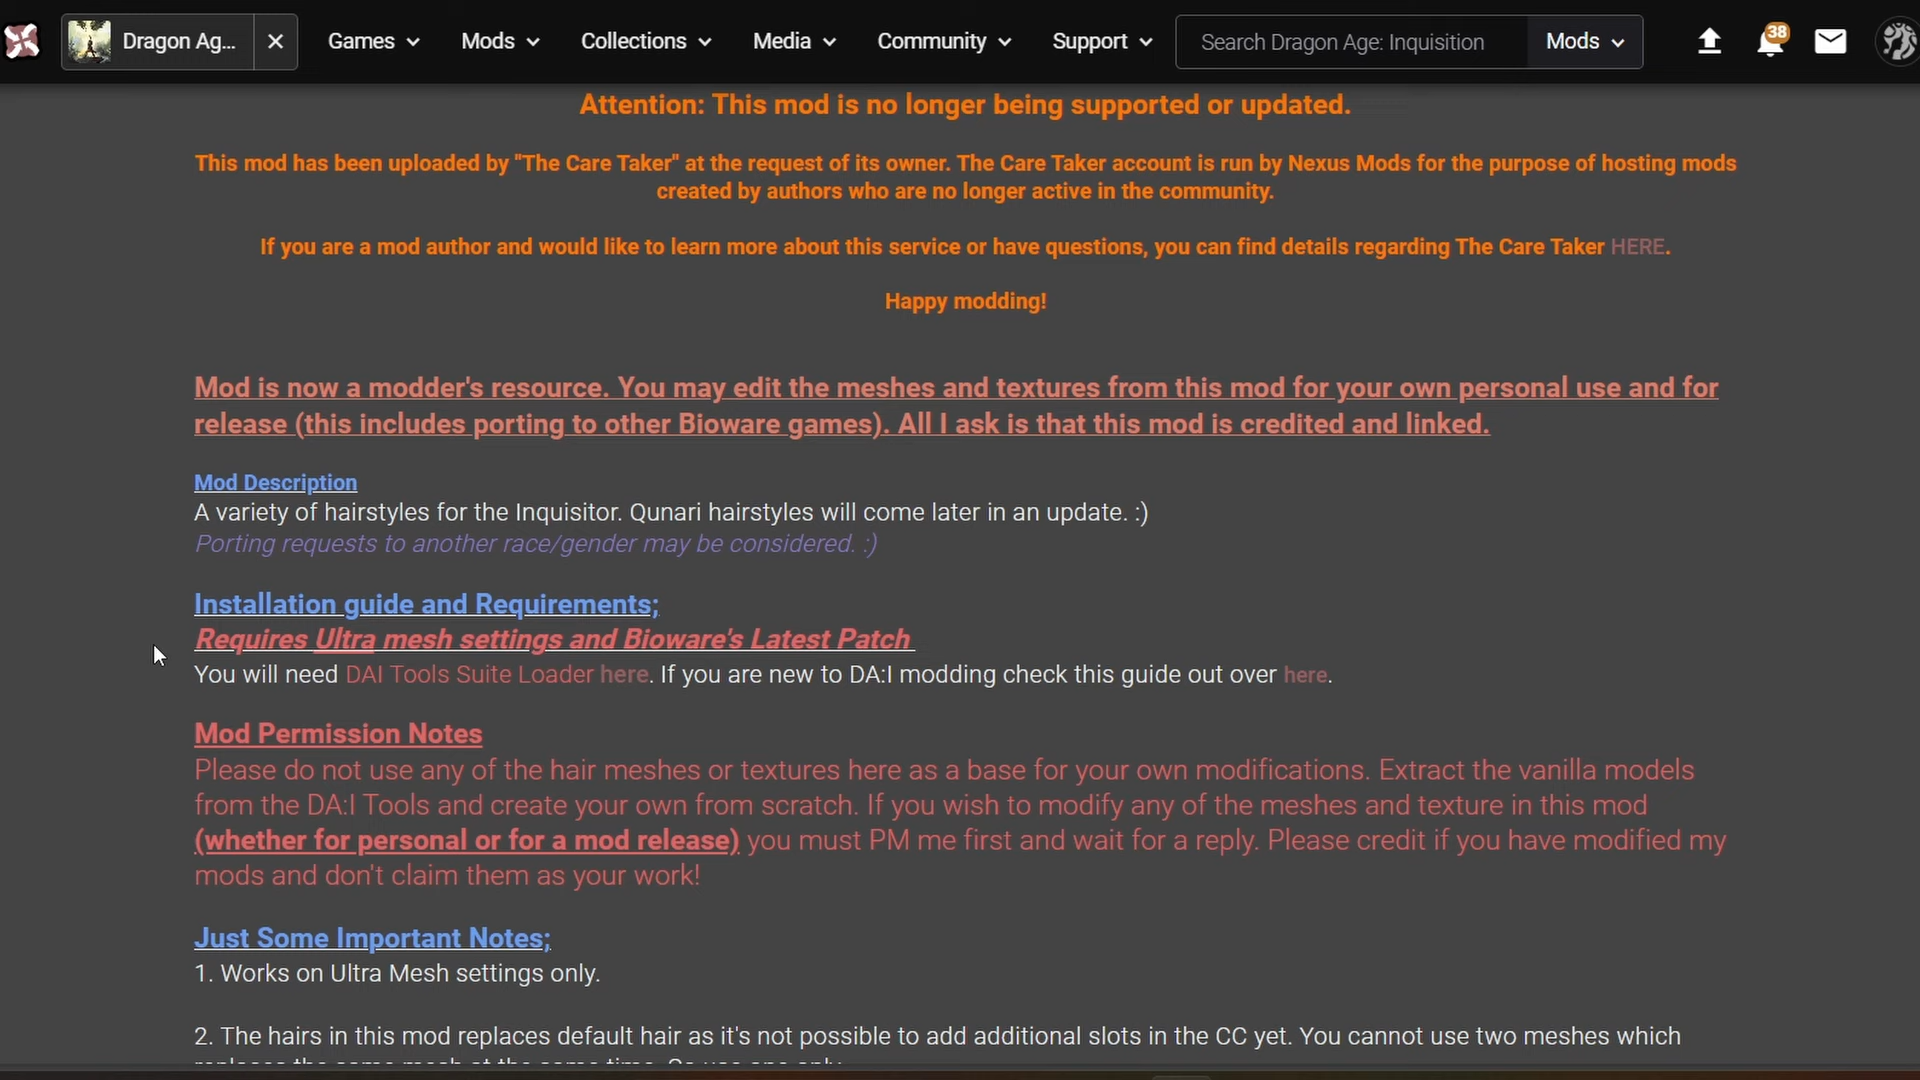 Dragon Ag...
Games
Mods
Collections
Media
Community
Support
Search Dragon Age: Inquisition
Mods
38
Attention: This mod is no longer being supported or updated.
This mod has been uploaded by "The Care Taker" at the request of its owner. The Care Taker account is run by Nexus Mods for the purpose of hosting mods
created by authors who are no longer active in the community.
If you are a mod author and would like to learn more about this service or have questions, you can find details regarding The Care Taker HERE.
Happy modding!
Mod is now a modder's resource. You may edit the meshes and textures from this mod for your own personal use and for
release (this includes porting to other Bioware games). All I ask is that this mod is credited and linked.
Mod Description
A variety of hairstyles for the Inquisitor. Qunari hairstyles will come later in an update. :)
Porting requests to another race/gender may be considered. :)
Installation guide and Requirements;
Requires Ultra mesh settings and Bioware's Latest Patch
You will need DAI Tools Suite Loader here. If you are new to DA:I modding check this guide out over here.
Mod Permission Notes
Please do not use any of the hair meshes or textures here as a base for your own modifications. Extract the vanilla models
from the DA:I Tools and create your own from scratch. If you wish to modify any of the meshes and texture in this mod
(whether for personal or for a mod release) you must PM me first and wait for a reply. Please credit if you have modified my
mods and don't claim them as your work!
Just Some Important Notes;
1. Works on Ultra Mesh settings only.
2. The hairs in this mod replaces default hair as it's not possible to add additional slots in the CC yet. You cannot use two meshes which